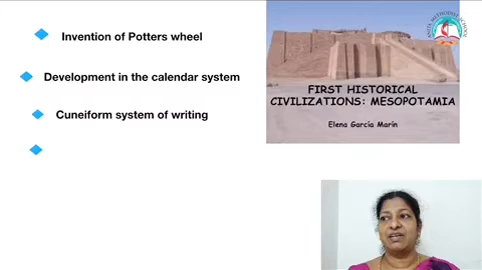 Invention of Potters wheel
Development in the calendar system
Cuneiform system of writing
FIRST HISTORICAL
CIVILIZATIONS: MESOPOTAMIA
Elena García Marín